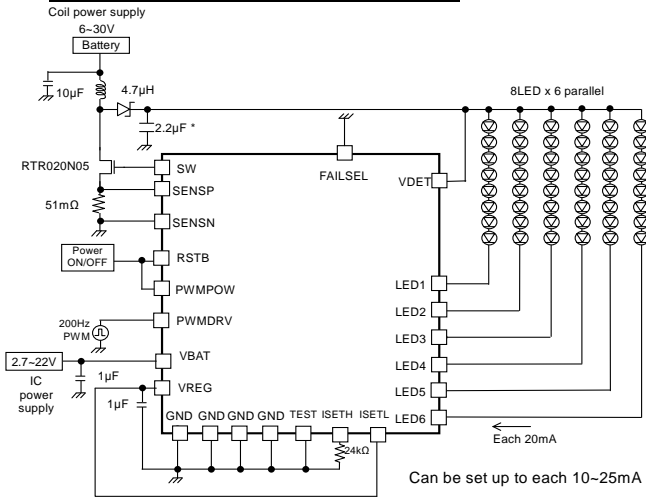 Coil power supply
6~30V
Battery
10µF
4.7µH
2.2µF *
8LED x 6 parallel
RTR020N05
SW
FAILSEL
VDET
SENSP
51mΩ
SENSN
Power
ON/OFF
RSTB
PWMPOW
LED1
LED2
200Hz
PWM
PWMDRV
LED3
2.7~22V
VBAT
LED4
IC
power
supply
1µF
VREG
LED5
1µF
GND GND GND GND TEST ISETH ISETL
LED6
24kΩ
Each 20mA
Can be set up to each 10~25mA